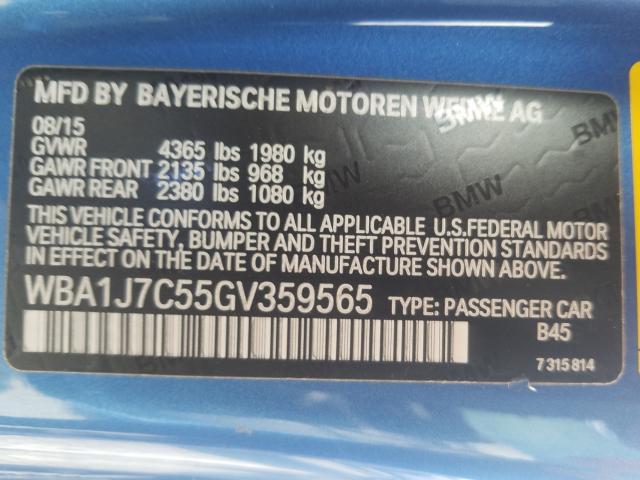 MFD BY BAYERISCHE MOTOREN WERKE AG
08/15
GVWR 4365 lbs 1980 kg
GAWR FRONT 2135 lbs 968 kg
GAWR REAR 2380 lbs 1080 kg
THIS VEHICLE CONFORMS TO ALL APPLICABLE U.S.FEDERAL MOTOR
VEHICLE SAFETY, BUMPER AND THEFT PREVENTION STANDARDS
IN EFFECT ON THE DATE OF MANUFACTURE SHOWN ABOVE.
WBA1J7C55GV359565 TYPE: PASSENGER CAR
B45
7 315 814
BMW
BMW